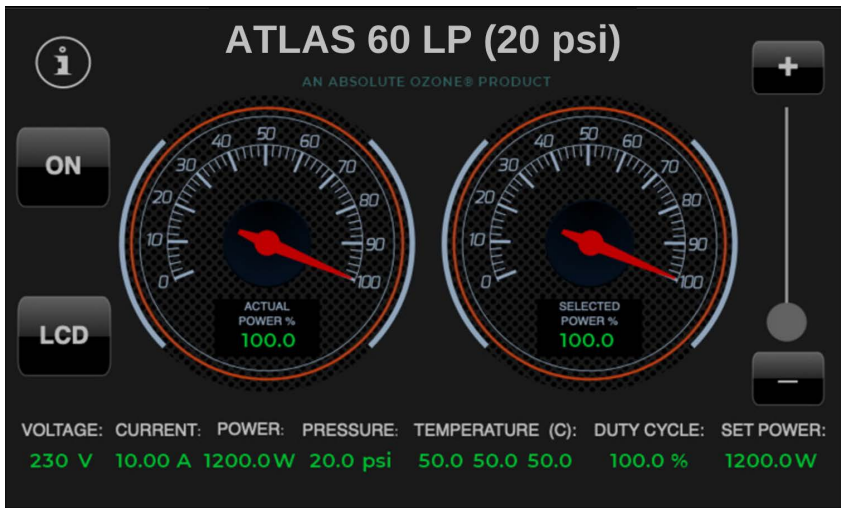 ATLAS 60 LP (20 psi)
AN ABSOLUTE OZONE® PRODUCT
i
+
ON
LCD
0 10 20 30 40 50 60 70 80 90 100
ACTUAL
POWER %
100.0
0 10 20 30 40 50 60 70 80 90 100
SELECTED
POWER %
100.0
−
VOLTAGE: CURRENT: POWER: PRESSURE: TEMPERATURE (C): DUTY CYCLE: SET POWER:
230 V 10.00 A 1200.0W 20.0 psi 50.0 50.0 50.0 100.0 % 1200.0W